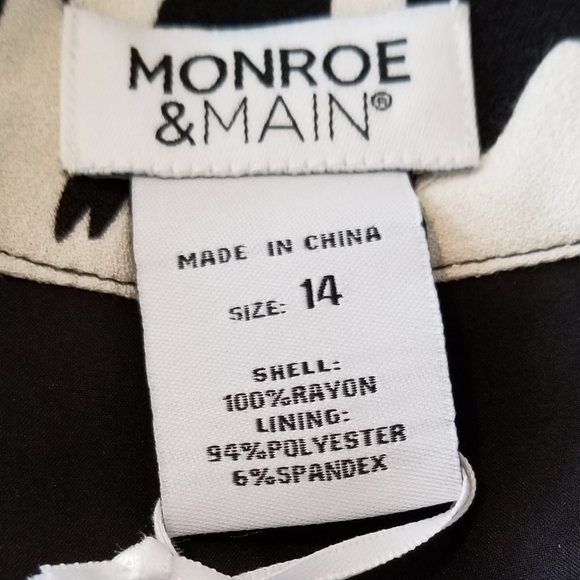 MONROE
&MAIN®
MADE IN CHINA
SIZE: 14
SHELL:
100%RAYON
LINING:
94%POLYESTER
6%SPANDEX